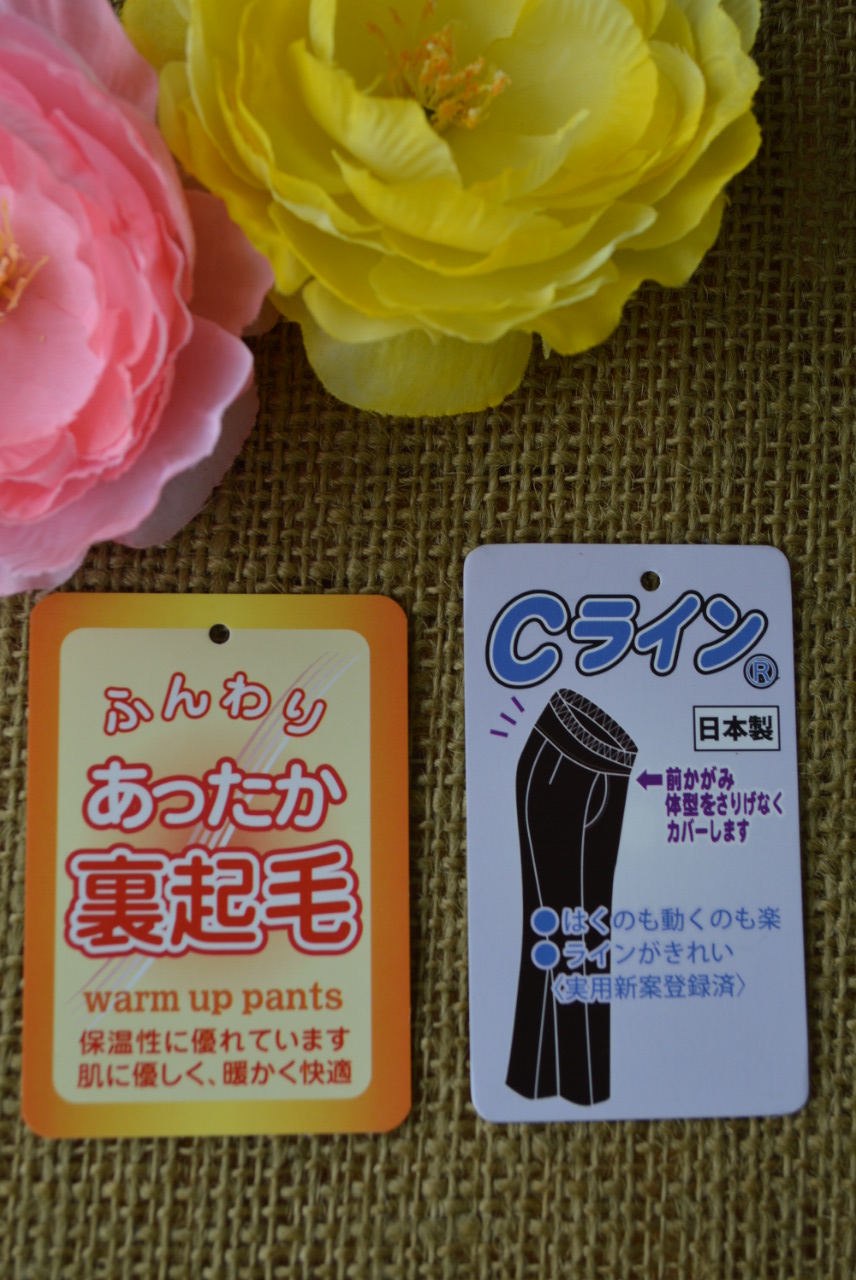 ふんわり
あったか
裏起毛
warm up pants
保温性に優れています
肌に優しく、暖かく快適
Cライン®
日本製
前かがみ
体型をさりげなく
カバーします
●はくのも動くのも楽
●ラインがきれい
〈実用新案登録済〉